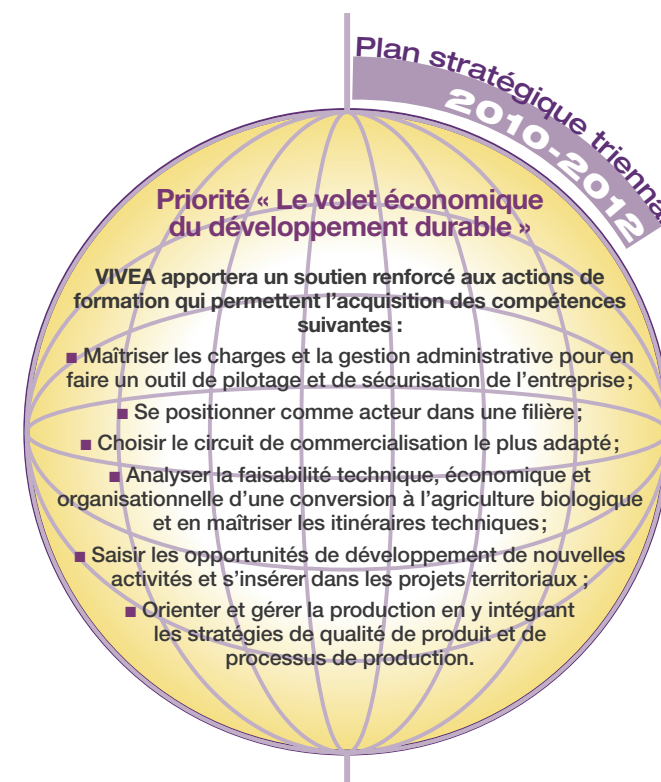 Plan stratégique triennal
2010-2012
Priorité « Le volet économique
du développement durable »
VIVEA apportera un soutien renforcé aux actions de
formation qui permettent l’acquisition des compétences
suivantes :
■ Maîtriser les charges et la gestion administrative pour en
faire un outil de pilotage et de sécurisation de l’entreprise;
■ Se positionner comme acteur dans une filière;
■ Choisir le circuit de commercialisation le plus adapté;
■ Analyser la faisabilité technique, économique et
organisationnelle d’une conversion à l’agriculture biologique
et en maîtriser les itinéraires techniques;
■ Saisir les opportunités de développement de nouvelles
activités et s’insérer dans les projets territoriaux ;
■ Orienter et gérer la production en y intégrant
les stratégies de qualité de produit et de
processus de production.